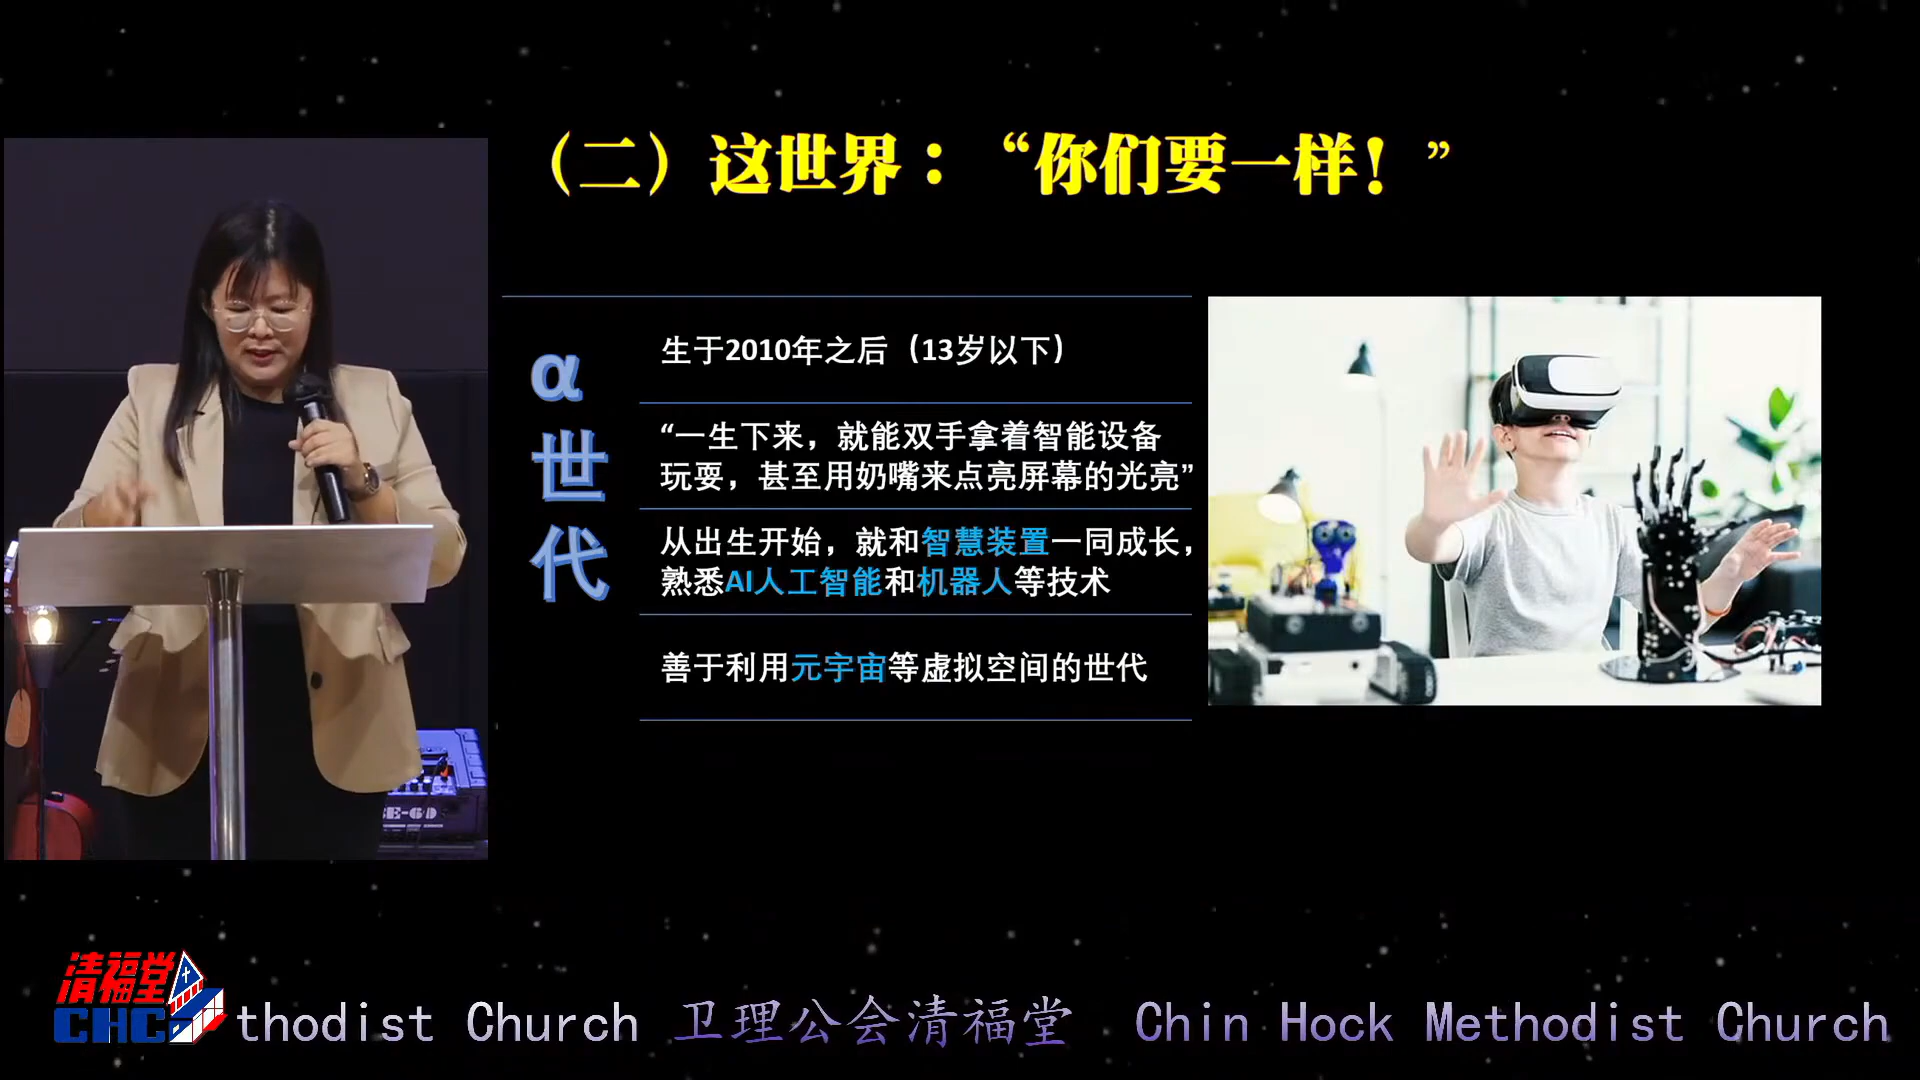 （二）这世界：“你们要一样！”
α世代
生于2010年之后（13岁以下）
“一生下来，就能双手拿着智能设备
玩耍，甚至用奶嘴来点亮屏幕的光亮”
从出生开始，就和智慧装置一同成长，
熟悉AI人工智能和机器人等技术
善于利用元宇宙等虚拟空间的世代
E-60
清福堂
CHC
thodist Church 卫理公会清福堂 Chin Hock Methodist Church